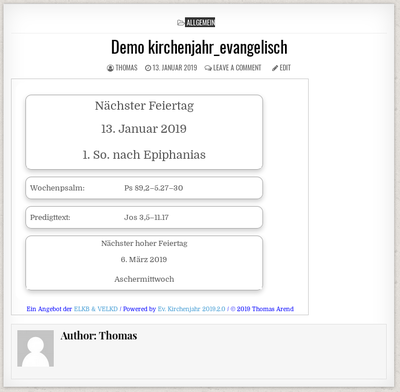 ALLGEMEIN
Demo kirchenjahr_evangelisch
THOMAS 13. JANUAR 2019 LEAVE A COMMENT EDIT
Nächster Feiertag
13. Januar 2019
1. So. nach Epiphanias
Wochenpsalm: Ps 89,2–5.27–30
Predigttext: Jos 3,5–11.17
Nächster hoher Feiertag
6. März 2019
Aschermittwoch
Ein Angebot der ELKB & VELKD / Powered by Ev. Kirchenjahr 2019.2.0 / © 2019 Thomas Arend
Author: Thomas